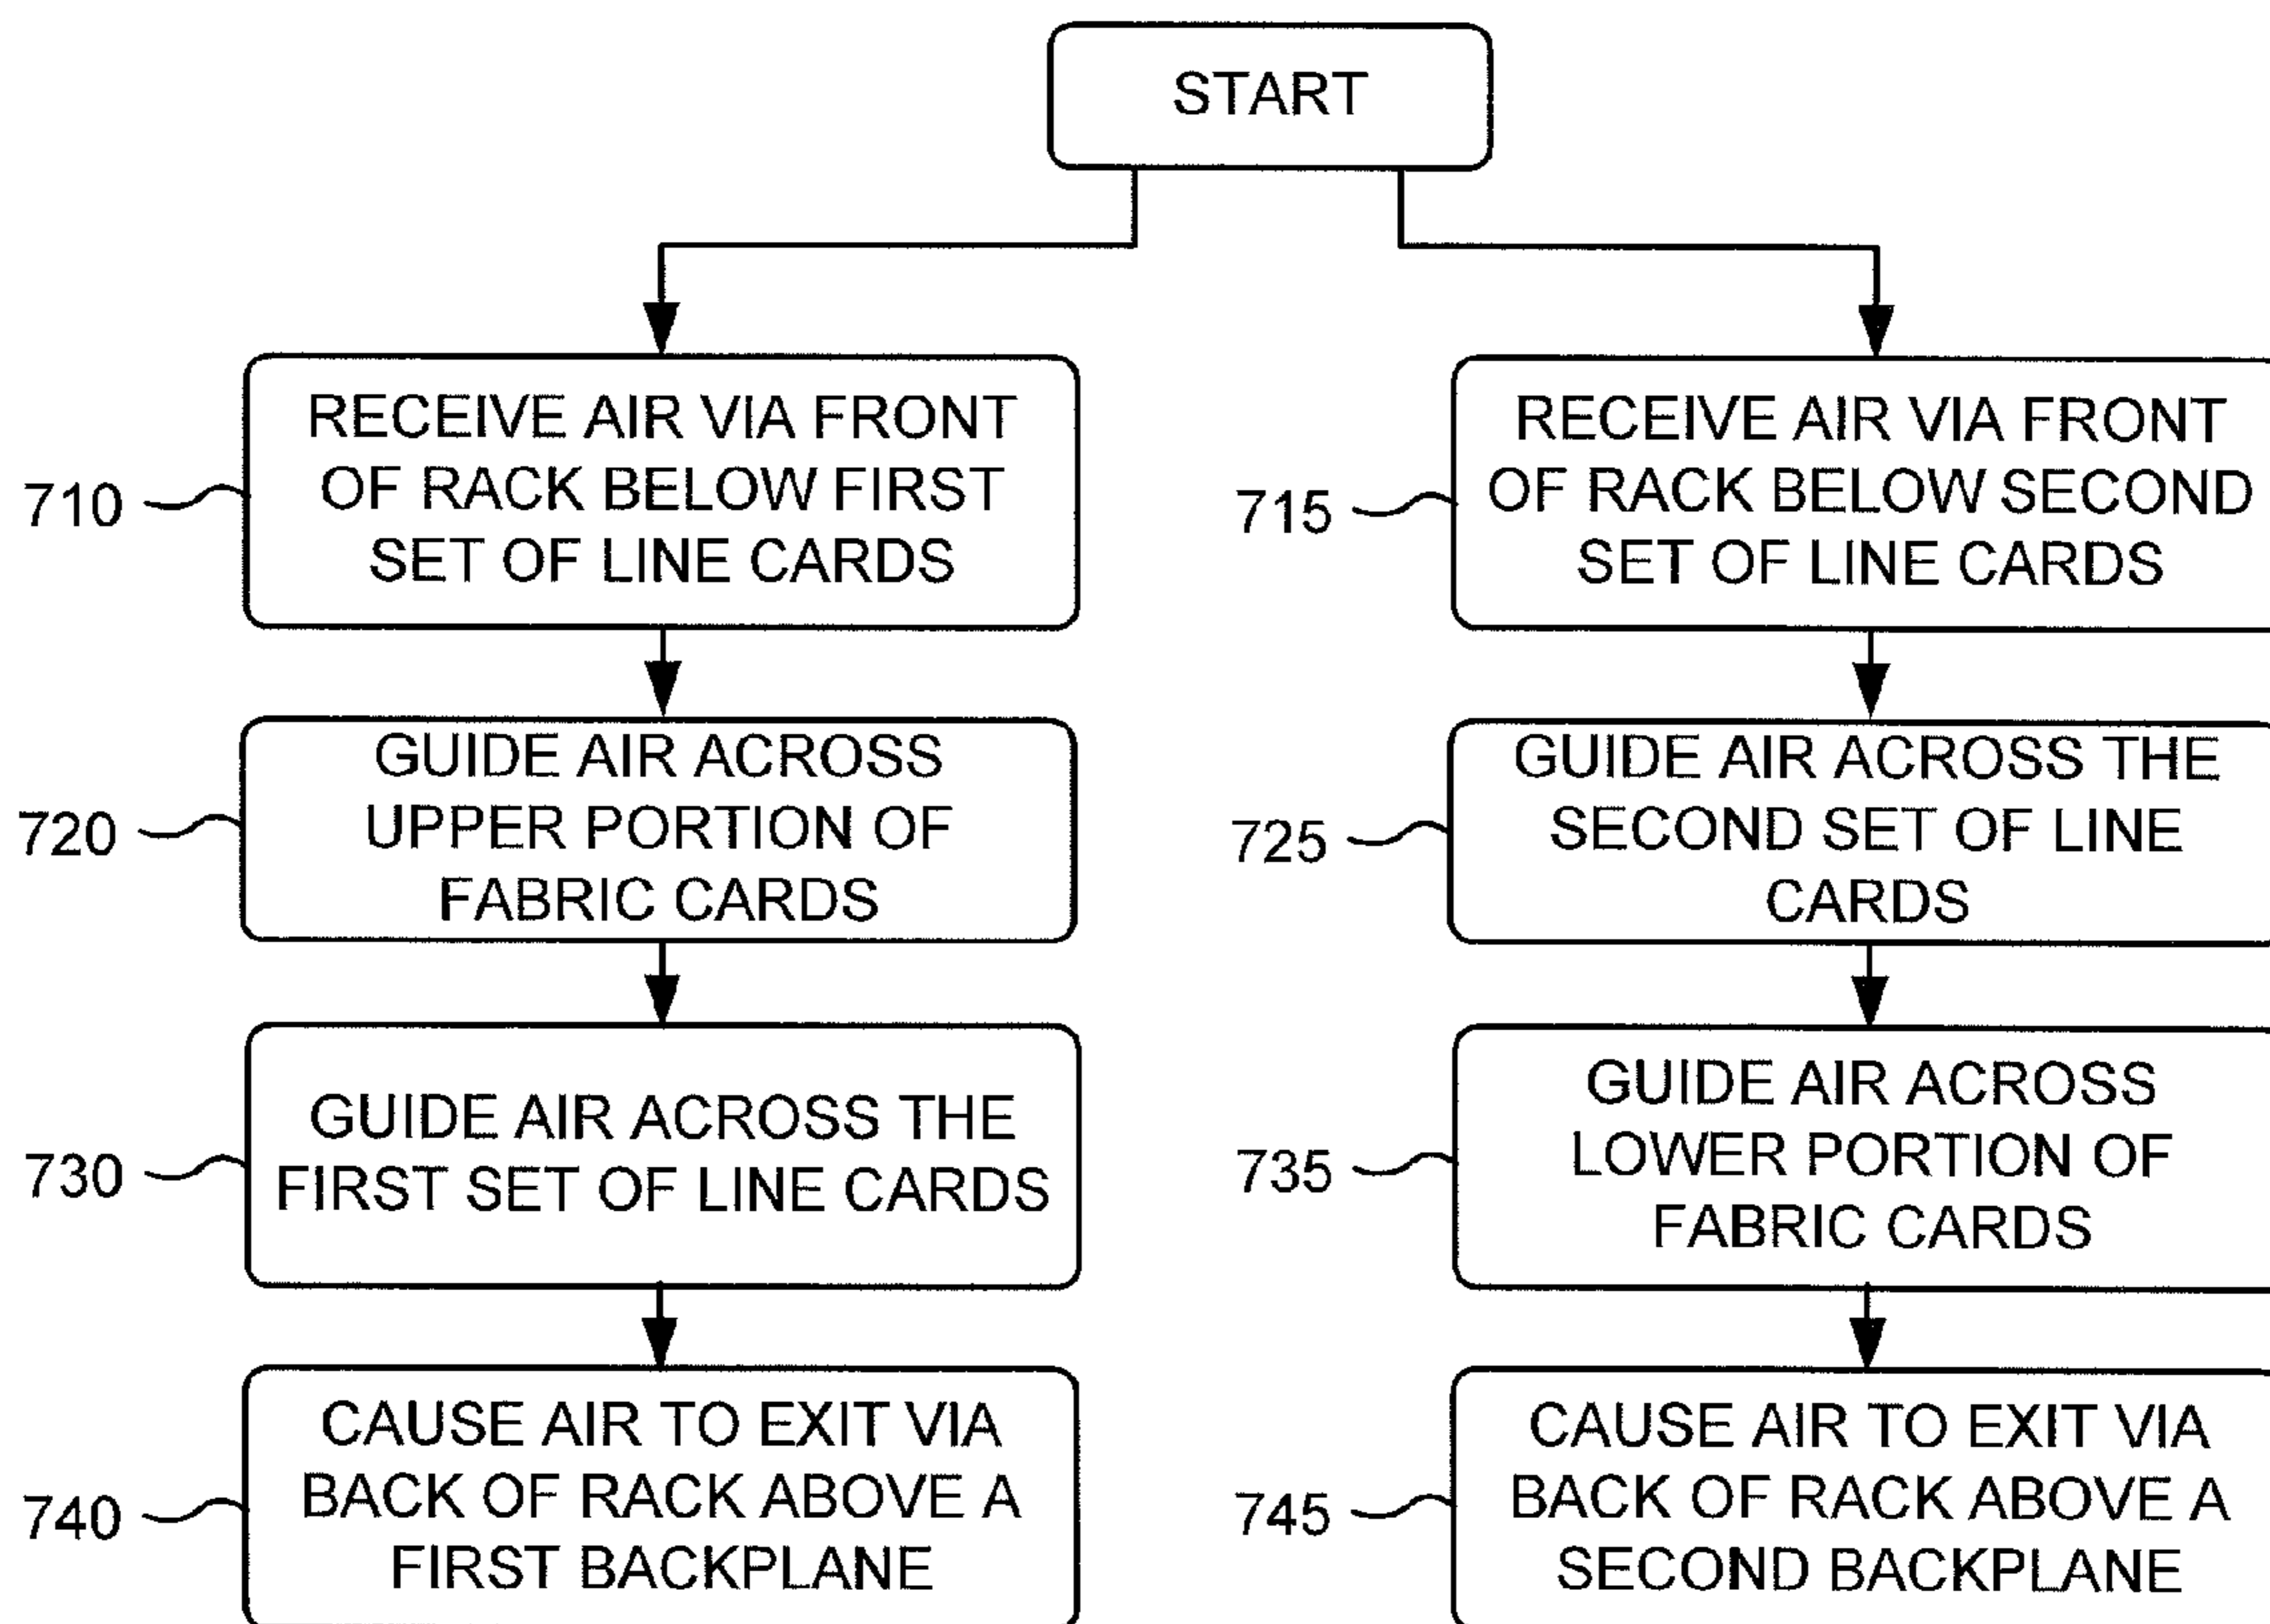 START
RECEIVE AIR VIA FRONT
OF RACK BELOW FIRST
SET OF LINE CARDS
710
RECEIVE AIR VIA FRONT
OF RACK BELOW SECOND
SET OF LINE CARDS
715
GUIDE AIR ACROSS
UPPER PORTION OF
FABRIC CARDS
720
GUIDE AIR ACROSS THE
SECOND SET OF LINE
CARDS
725
GUIDE AIR ACROSS THE
FIRST SET OF LINE CARDS
730
GUIDE AIR ACROSS
LOWER PORTION OF
FABRIC CARDS
735
CAUSE AIR TO EXIT VIA
BACK OF RACK ABOVE A
FIRST BACKPLANE
740
CAUSE AIR TO EXIT VIA
BACK OF RACK ABOVE A
SECOND BACKPLANE
745